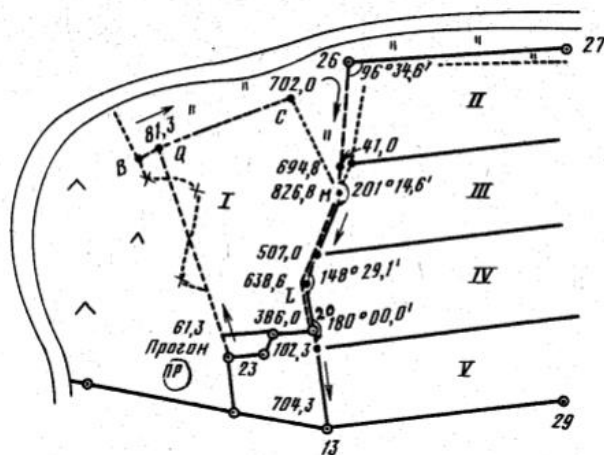 27
26
96°34,6'
702,0
C
81,3
Q
B
II
41,0
694,8
826,8 M
201°14,6'
I
III
507,0
638,6
148°29,1'
L
IV
386,0
20
180°00,0'
61,3
Прогон
ПР
23
102,3
V
704,3
13
29